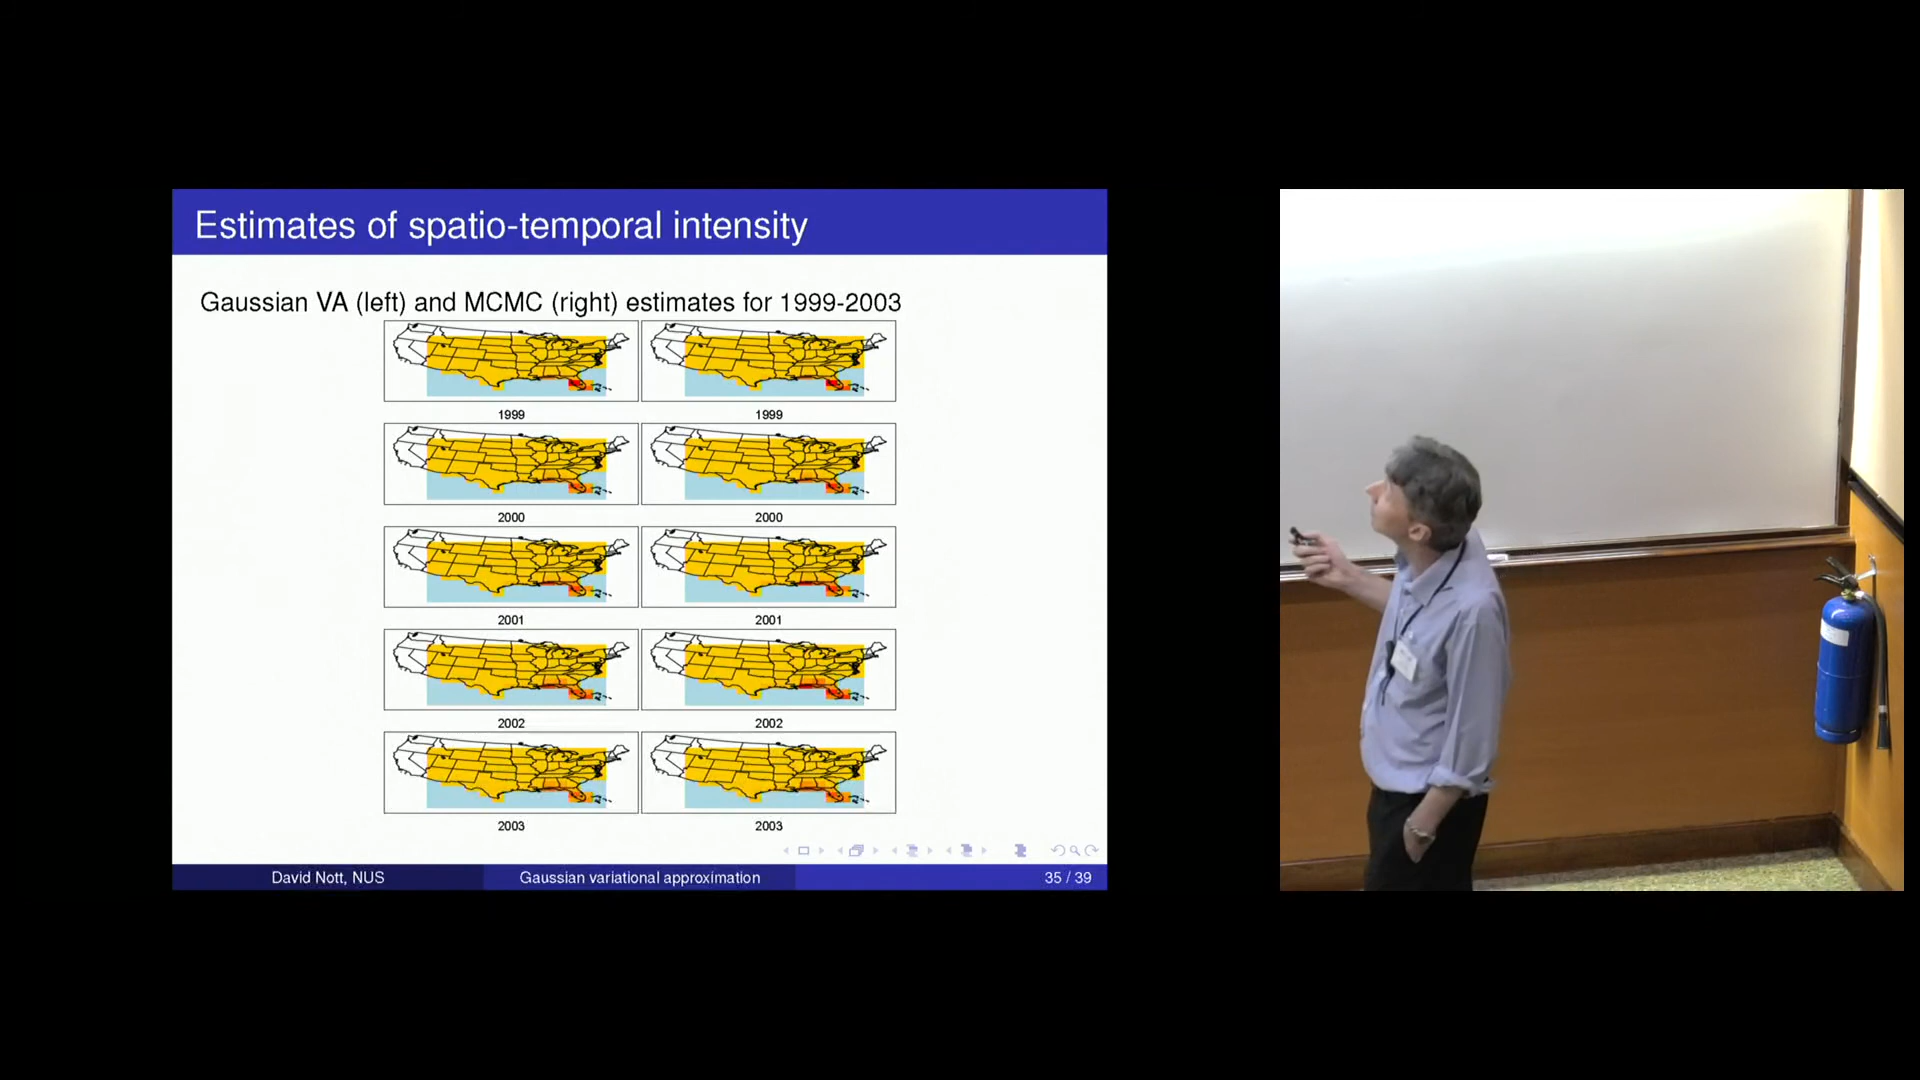 Estimates of spatio-temporal intensity
Gaussian VA (left) and MCMC (right) estimates for 1999-2003
1999 1999
2000 2000
2001 2001
2002 2002
2003 2003
David Nott, NUS Gaussian variational approximation 35 / 39